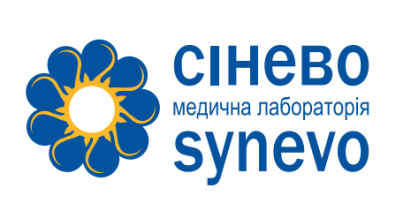 сінево
медична лабораторія
synevo